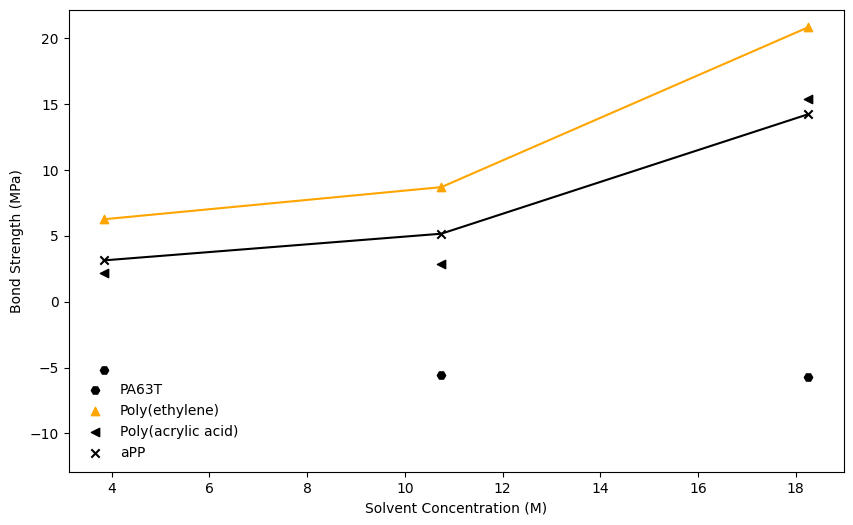 20
15
10
5
0
−5
−10
Bond Strength (MPa)
PA63T
Poly(ethylene)
Poly(acrylic acid)
aPP
4 6 8 10 12 14 16 18
Solvent Concentration (M)